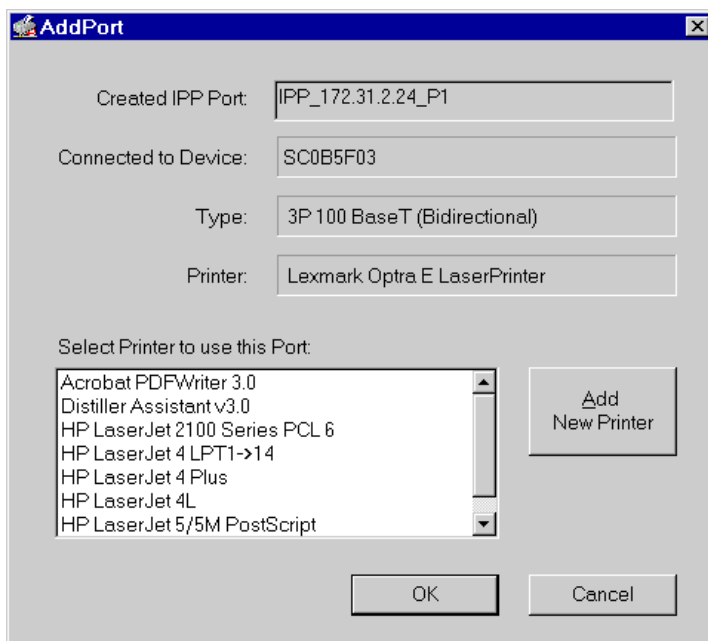 AddPort
Created IPP Port: IPP_172.31.2.24_P1
Connected to Device: SC0B5F03
Type: 3P 100 BaseT (Bidirectional)
Printer: Lexmark Optra E LaserPrinter
Select Printer to use this Port:
Acrobat PDFWriter 3.0
Distiller Assistant v3.0
HP LaserJet 2100 Series PCL 6
HP LaserJet 4 LPT1->14
HP LaserJet 4 Plus
HP LaserJet 4L
HP LaserJet 5/5M PostScript
Add
New Printer
OK Cancel